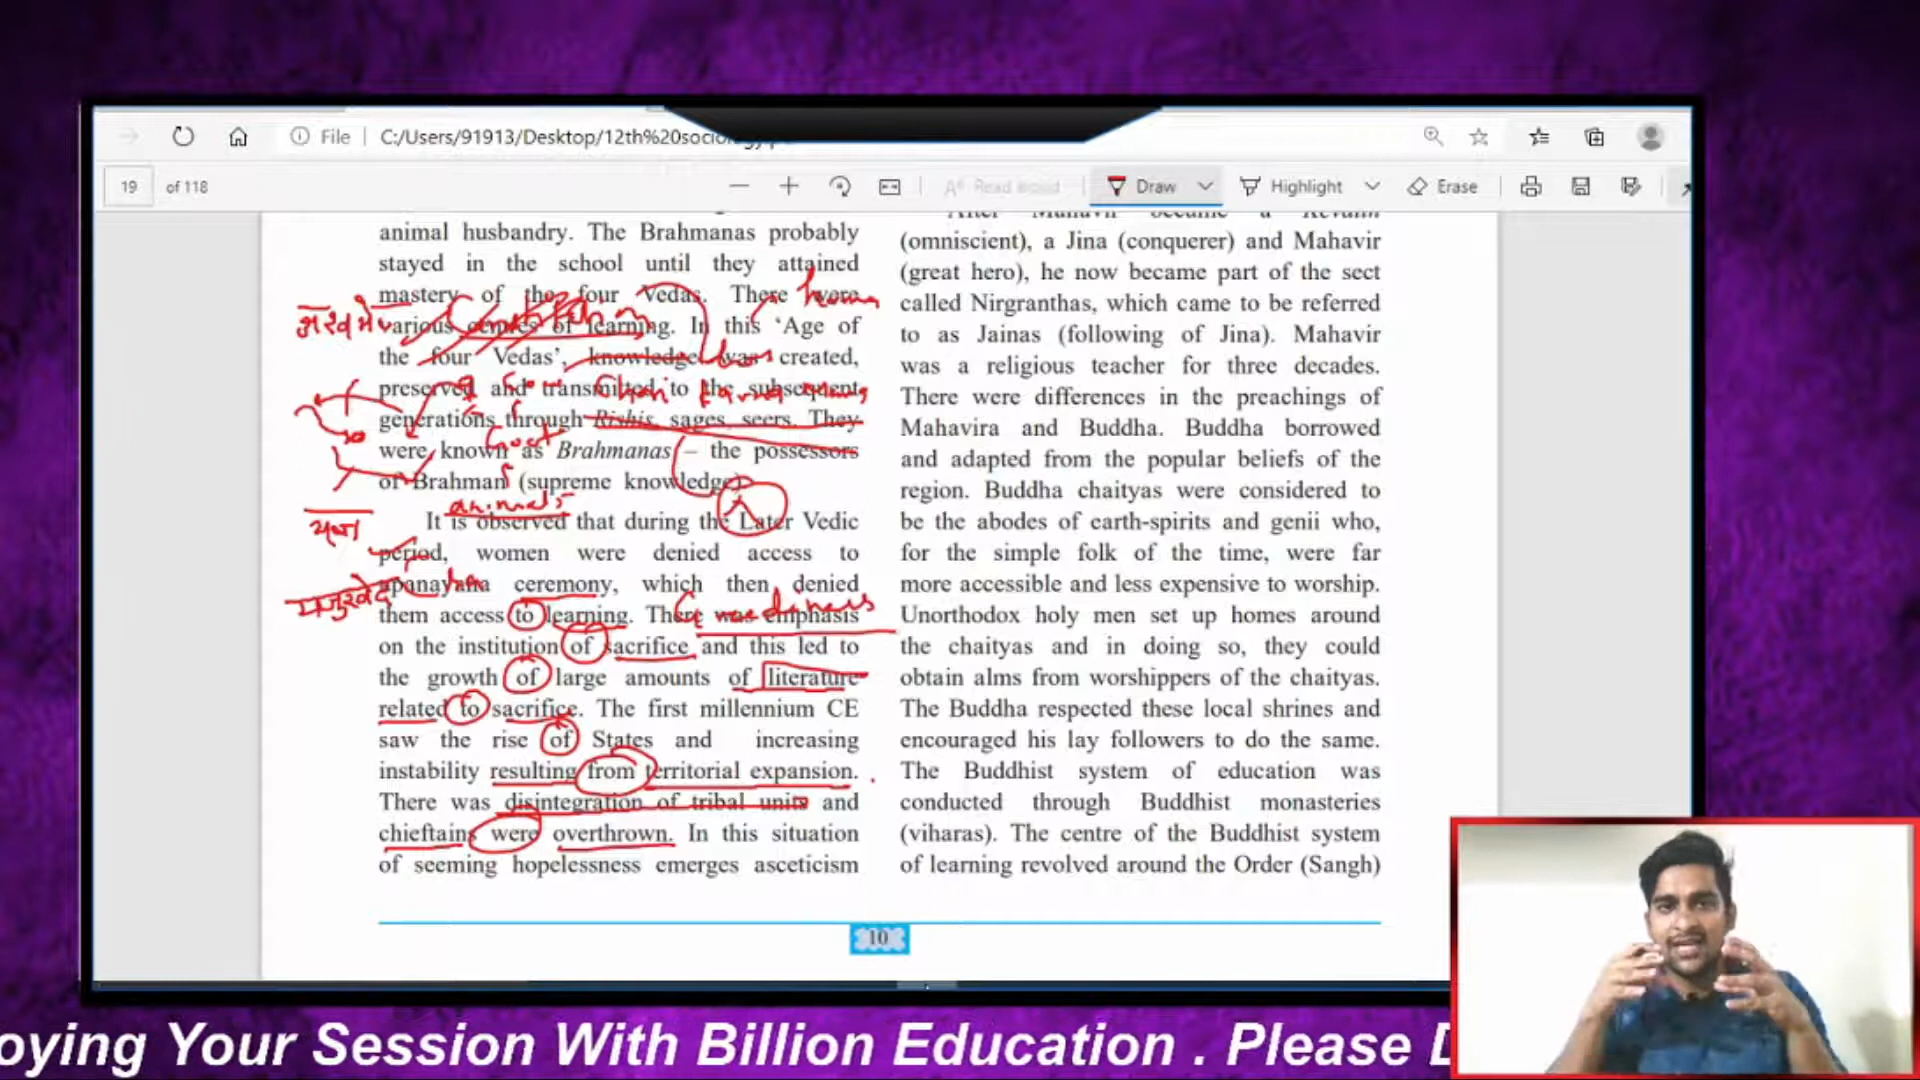 File
C:/Users/91913/Desktop/12th%20sociology.p
19 of 118
Read aloud
Draw
Highlight
Erase
animal husbandry. The Brahmanas probably
stayed in the school until they attained
mastery of the four Vedas. There were
various centres of learning. In this ‘Age of
the four Vedas’, knowledge was created,
preserved and transmitted to the subsequent
generations through Rishis, sages, seers. They
were known as Brahmanas – the possessors
of Brahman (supreme knowledge).
It is observed that during the Later Vedic
period, women were denied access to
upanayana ceremony, which then denied
them access to learning. There was emphasis
on the institution of sacrifice and this led to
the growth of large amounts of literature
related to sacrifice. The first millennium CE
saw the rise of States and increasing
instability resulting from territorial expansion.
There was disintegration of tribal units and
chieftains were overthrown. In this situation
of seeming hopelessness emerges asceticism
Goat
animals
After Mahavir became a Kevalin
(omniscient), a Jina (conquerer) and Mahavir
(great hero), he now became part of the sect
called Nirgranthas, which came to be referred
to as Jainas (following of Jina). Mahavir
was a religious teacher for three decades.
There were differences in the preachings of
Mahavira and Buddha. Buddha borrowed
and adapted from the popular beliefs of the
region. Buddha chaityas were considered to
be the abodes of earth-spirits and genii who,
for the simple folk of the time, were far
more accessible and less expensive to worship.
Unorthodox holy men set up homes around
the chaityas and in doing so, they could
obtain alms from worshippers of the chaityas.
The Buddha respected these local shrines and
encouraged his lay followers to do the same.
The Buddhist system of education was
conducted through Buddhist monasteries
(viharas). The centre of the Buddhist system
of learning revolved around the Order (Sangh)
10
oying Your Session With Billion Education . Please